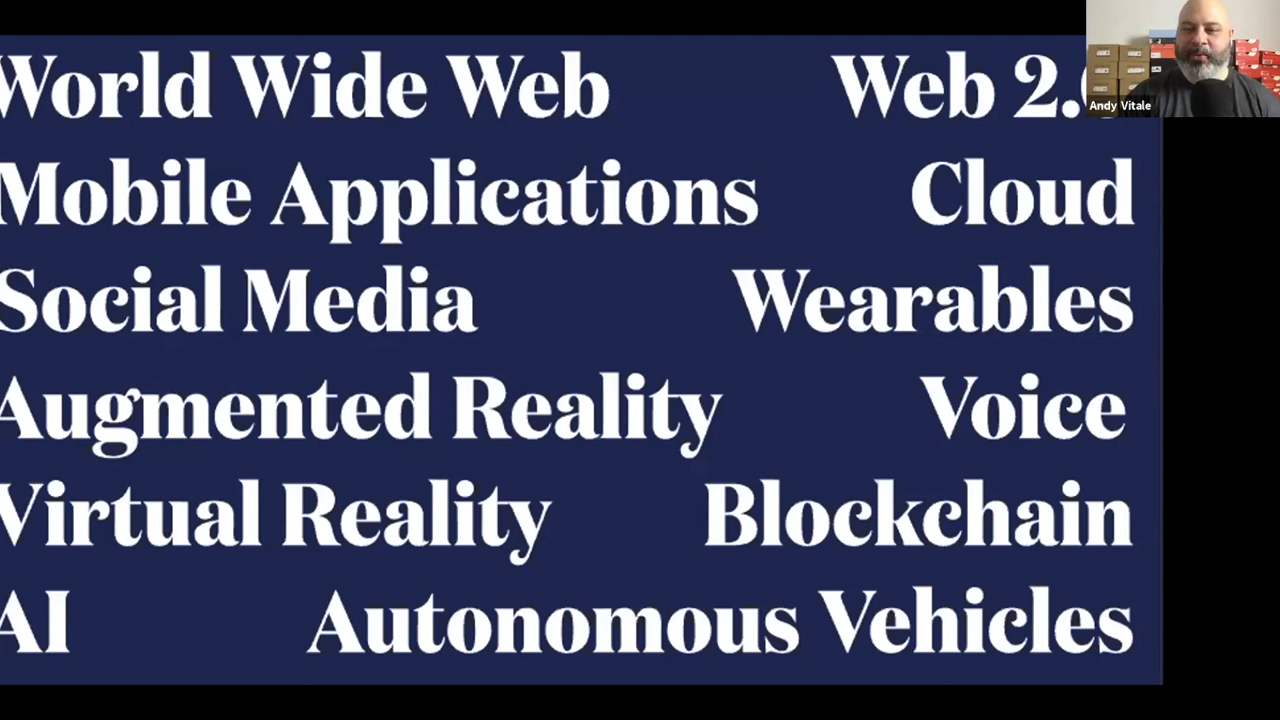 World Wide Web Web 2.0
Mobile Applications Cloud
Social Media Wearables
Augmented Reality Voice
Virtual Reality Blockchain
AI Autonomous Vehicles
Andy Vitale